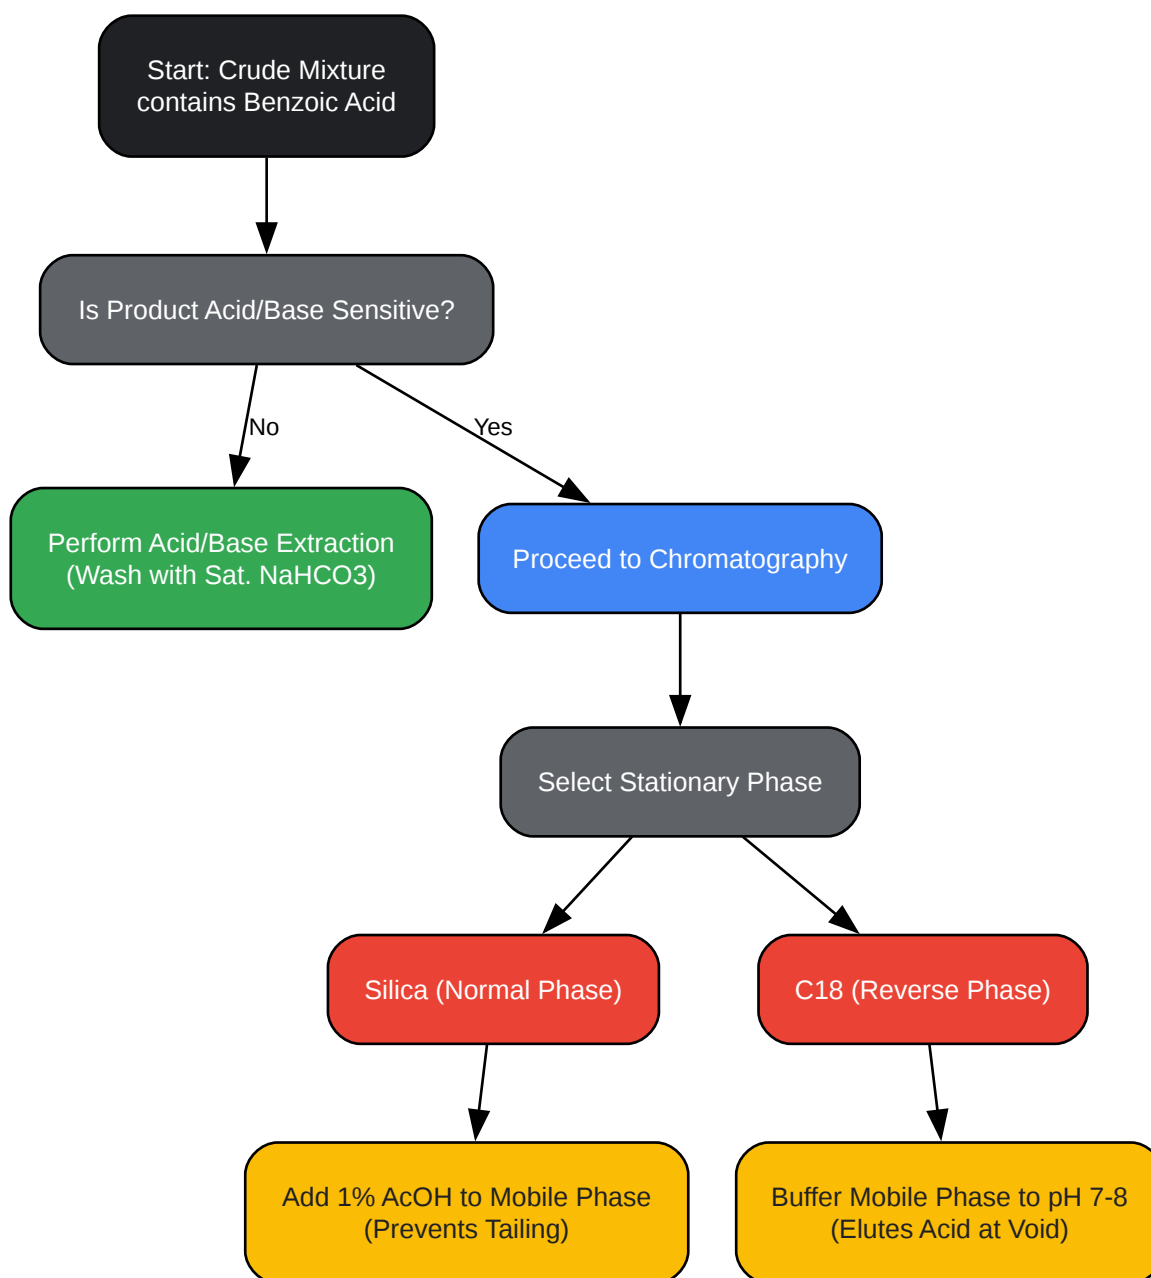 Start: Crude Mixture
contains Benzoic Acid
Is Product Acid/Base Sensitive?
No
Yes
Perform Acid/Base Extraction
(Wash with Sat. NaHCO3)
Proceed to Chromatography
Select Stationary Phase
Silica (Normal Phase)
C18 (Reverse Phase)
Add 1% AcOH to Mobile Phase
(Prevents Tailing)
Buffer Mobile Phase to pH 7-8
(Elutes Acid at Void)